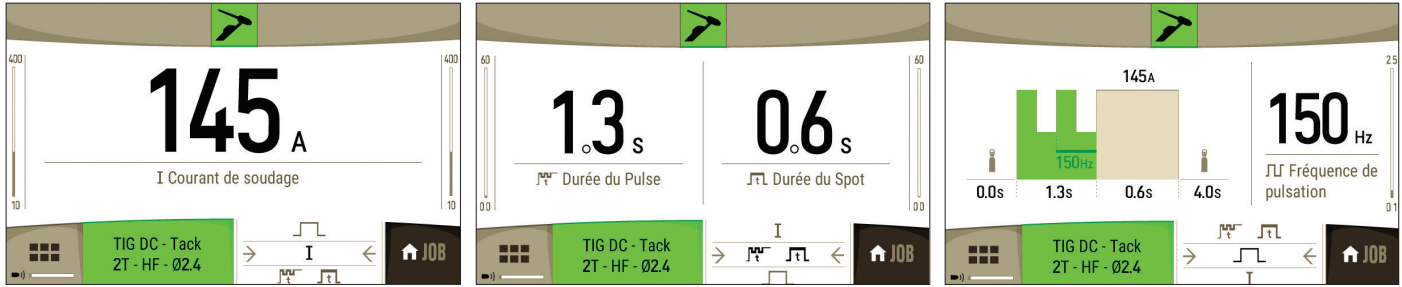 400
400
145 A
I Courant de soudage
10
10
I
TIG DC - Tack
2T - HF - Ø2.4
JOB
t
t
60
60
1.3 s
0.6 s
t Durée du Pulse
t Durée du Spot
0.0
0.0
I
TIG DC - Tack
2T - HF - Ø2.4
t
t
JOB
145A
25
150 Hz
150Hz
Fréquence de
pulsation
0.0s
1.3s
0.6s
4.0s
0.1
t
t
TIG DC - Tack
2T - HF - Ø2.4
JOB
I